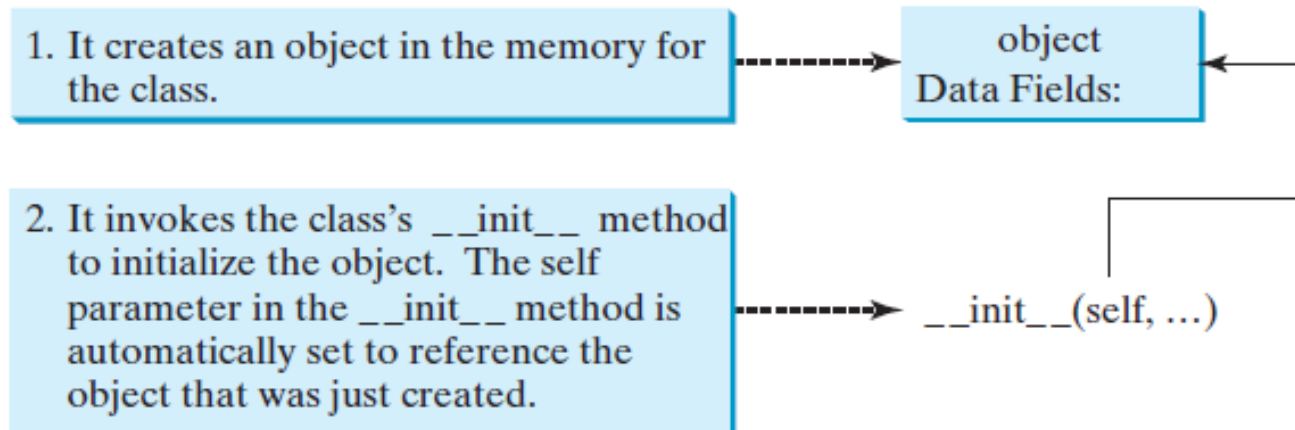 1. It creates an object in the memory for
the class.
object
Data Fields:
2. It invokes the class’s __init__ method
to initialize the object. The self
parameter in the __init__ method is
automatically set to reference the
object that was just created.
__init__(self, …)